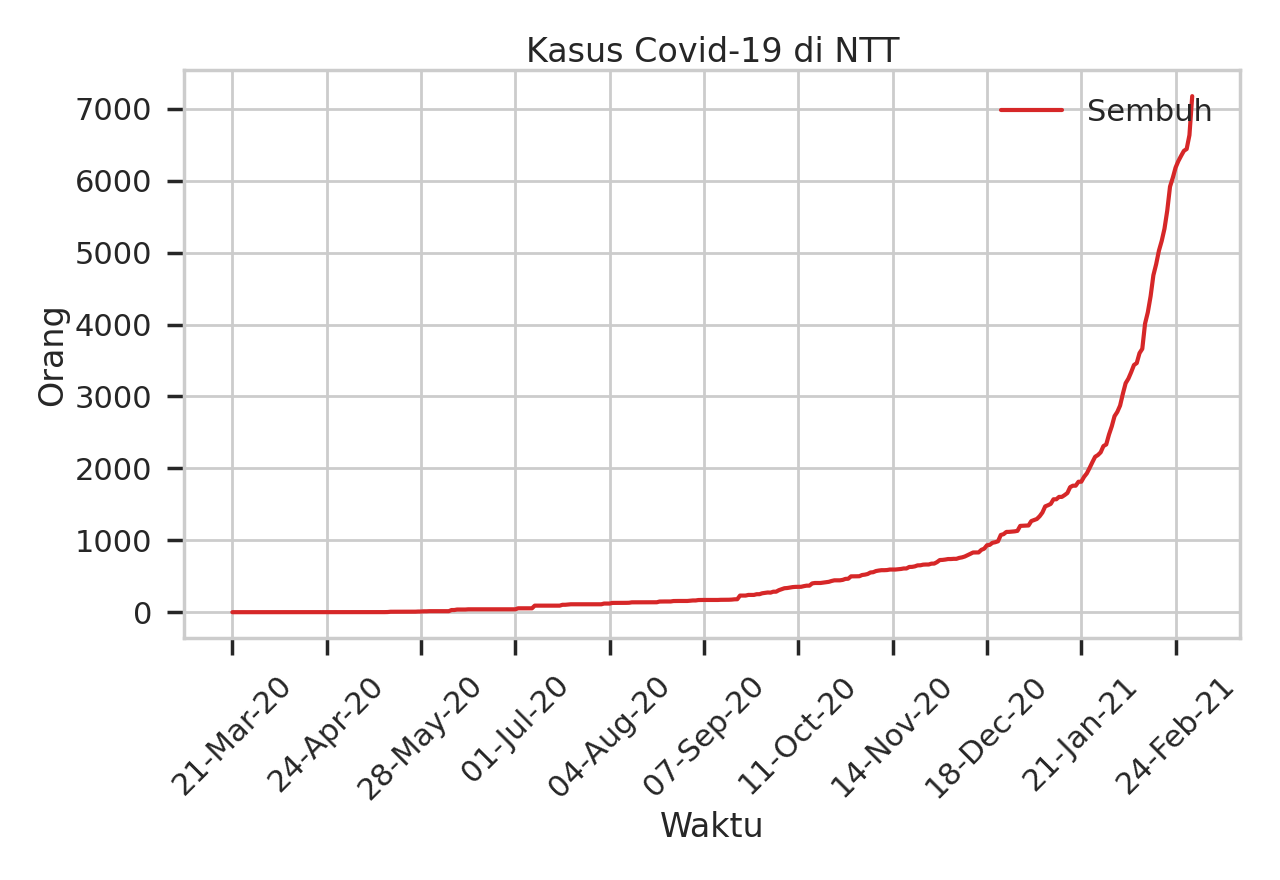 Kasus Covid-19 di NTT
Sembuh
7000
6000
5000
4000
3000
2000
1000
0
Orang
21-Mar-20
24-Apr-20
28-May-20
01-Jul-20
04-Aug-20
07-Sep-20
11-Oct-20
14-Nov-20
18-Dec-20
21-Jan-21
24-Feb-21
Waktu